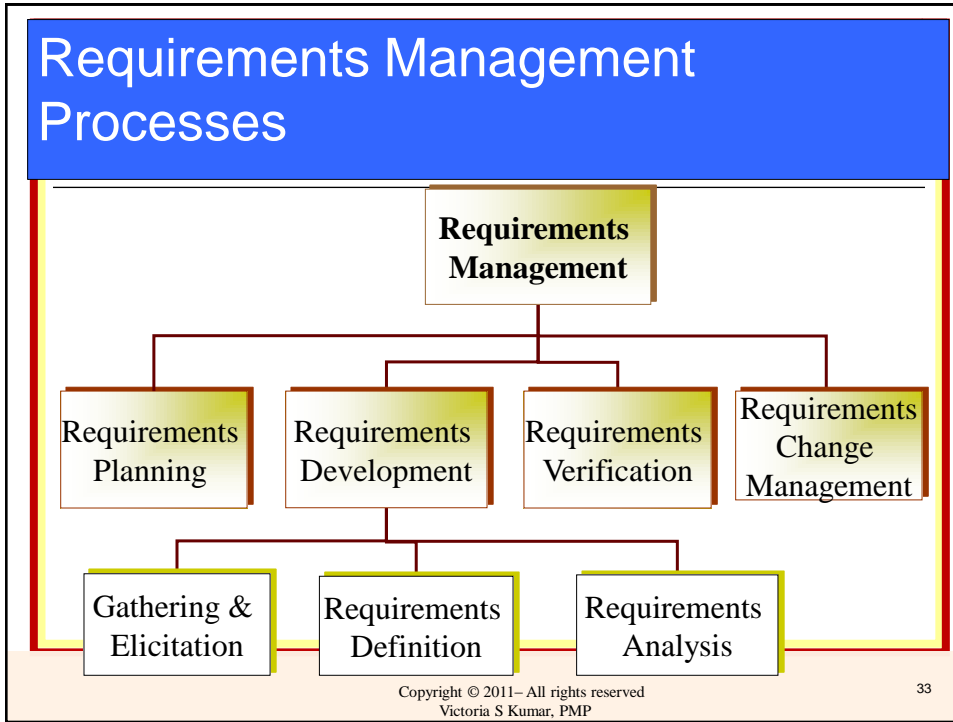 Requirements Management
Processes
Requirements
Management
Requirements
Planning
Requirements
Development
Requirements
Verification
Requirements
Change
Management
Gathering &
Elicitation
Requirements
Definition
Requirements
Analysis
Copyright © 2011– All rights reserved
Victoria S Kumar, PMP
33